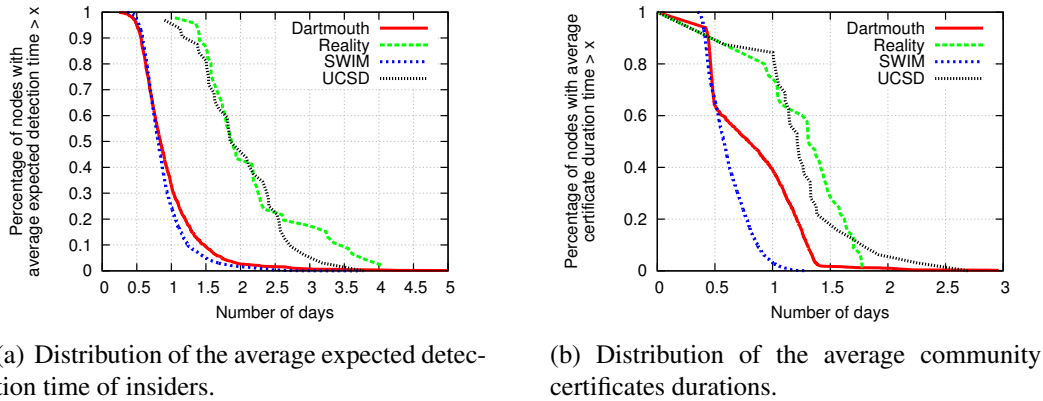 Percentage of nodes with
average expected detection time > x
1
0.9
0.8
0.7
0.6
0.5
0.4
0.3
0.2
0.1
0
0 0.5 1 1.5 2 2.5 3 3.5 4 4.5 5
Number of days
Dartmouth
Reality
SWIM
UCSD
(a) Distribution of the average expected detec-
tion time of insiders.
Percentage of nodes with average
certificate duration time > x
1
0.8
0.6
0.4
0.2
0
0 0.5 1 1.5 2 2.5 3
Number of days
Dartmouth
Reality
SWIM
UCSD
(b) Distribution of the average community
certificates durations.